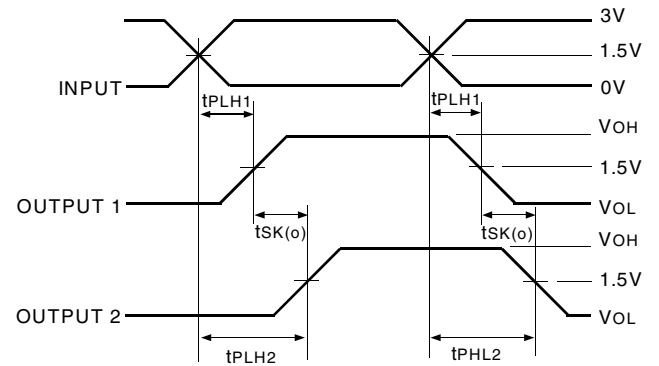 3V
1.5V
INPUT
0V
tPLH1
tPLH1
VOH
1.5V
OUTPUT 1
VOL
tSK(o)
tSK(o)
VOH
1.5V
OUTPUT 2
VOL
tPLH2
tPHL2